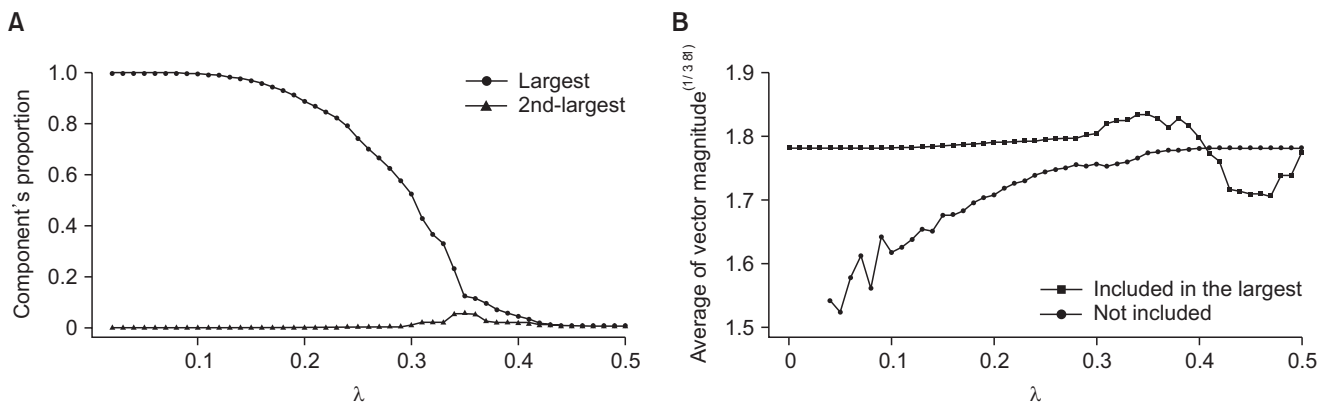 A
Component's proportion
1.0
0.8
0.6
0.4
0.2
0
0.1
0.2
0.3
0.4
0.5
λ
Largest
2nd-largest
B
Average of vector magnitude(1/3 81)
1.9
1.8
1.7
1.6
1.5
0
0.1
0.2
0.3
0.4
0.5
λ
Included in the largest
Not included